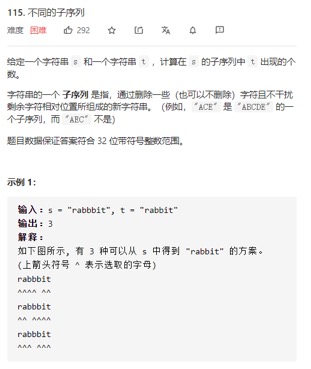 115. 不同的子序列
难度 困难 292
给定一个字符串 s 和一个字符串 t ，计算在 s 的子序列中 t 出现的个
数。
字符串的一个 子序列 是指，通过删除一些（也可以不删除）字符且不干扰
剩余字符相对位置所组成的新字符串。（例如，"ACE" 是 "ABCDE" 的一
个子序列，而 "AEC" 不是）
题目数据保证答案符合 32 位带符号整数范围。
示例 1：
输入：s = "rabbbit", t = "rabbit"
输出：3
解释：
如下图所示, 有 3 种可以从 s 中得到 "rabbit" 的方案。
(上箭头符号 ^ 表示选取的字母)
rabbbit
^^^^ ^^
rabbbit
^^ ^^^^
rabbbit
^^^ ^^^